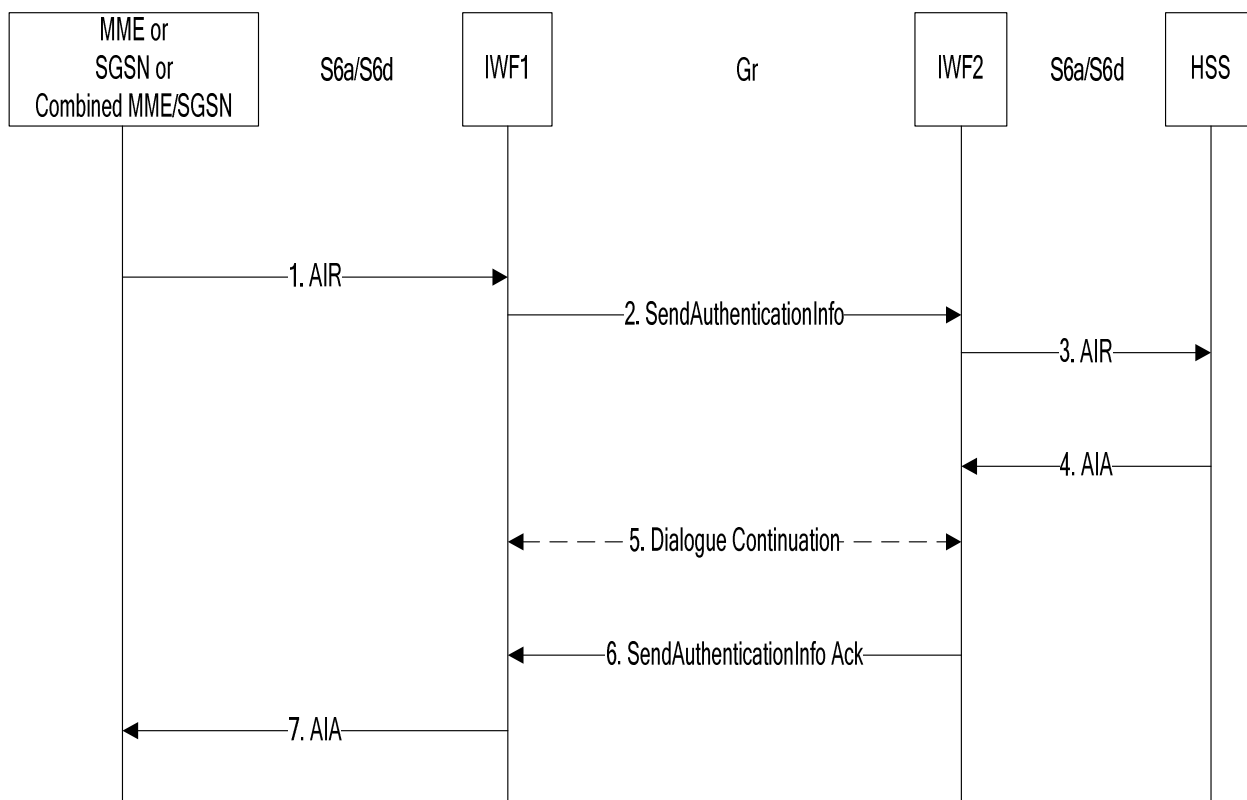 MME or
SGSN or
Combined MME/SGSN
S6a/S6d
IWF1
Gr
IWF2
S6a/S6d
HSS
1. AIR
2. SendAuthenticationInfo
3. AIR
4. AIA
5. Dialogue Continuation
6. SendAuthenticationInfo Ack
7. AIA